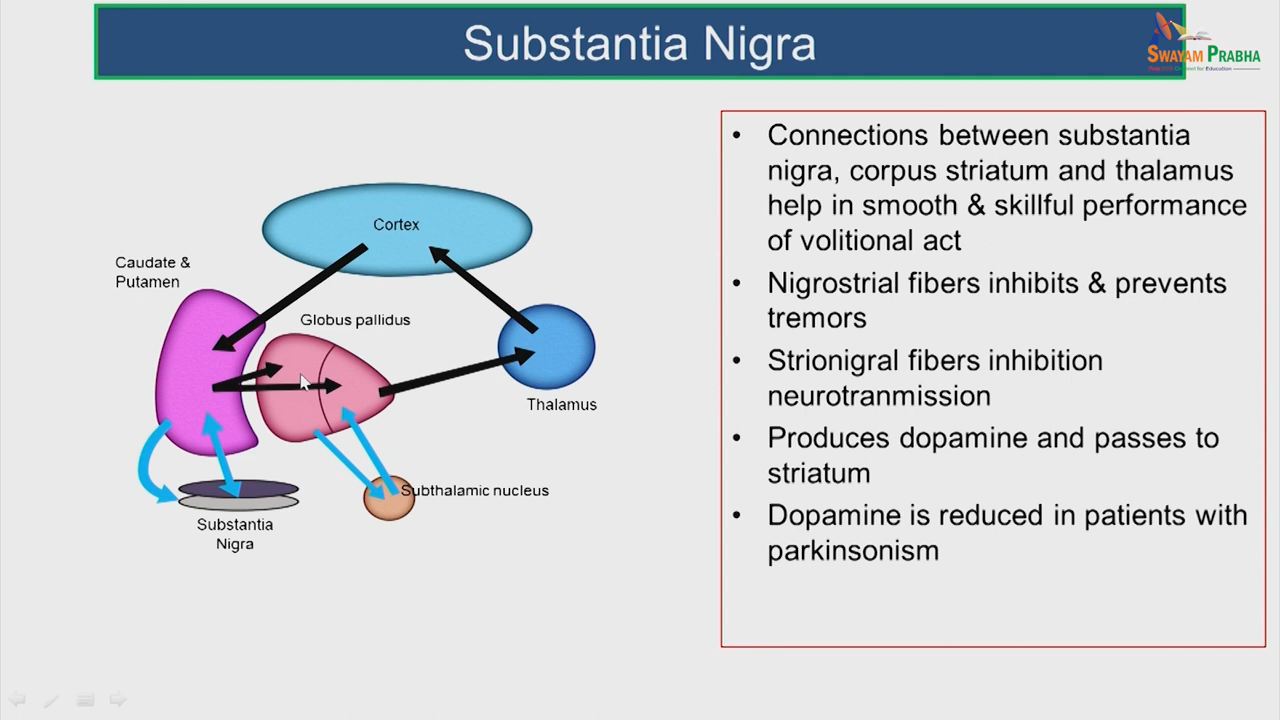 Substantia Nigra
SWAYAM PRABHA
Cortex
Caudate &
Putamen
Globus pallidus
Thalamus
Subthalamic nucleus
Substantia
Nigra
• Connections between substantia
nigra, corpus striatum and thalamus
help in smooth & skillful performance
of volitional act
• Nigrostrial fibers inhibits & prevents
tremors
• Strionigral fibers inhibition
neurotranmission
• Produces dopamine and passes to
striatum
• Dopamine is reduced in patients with
parkinsonism